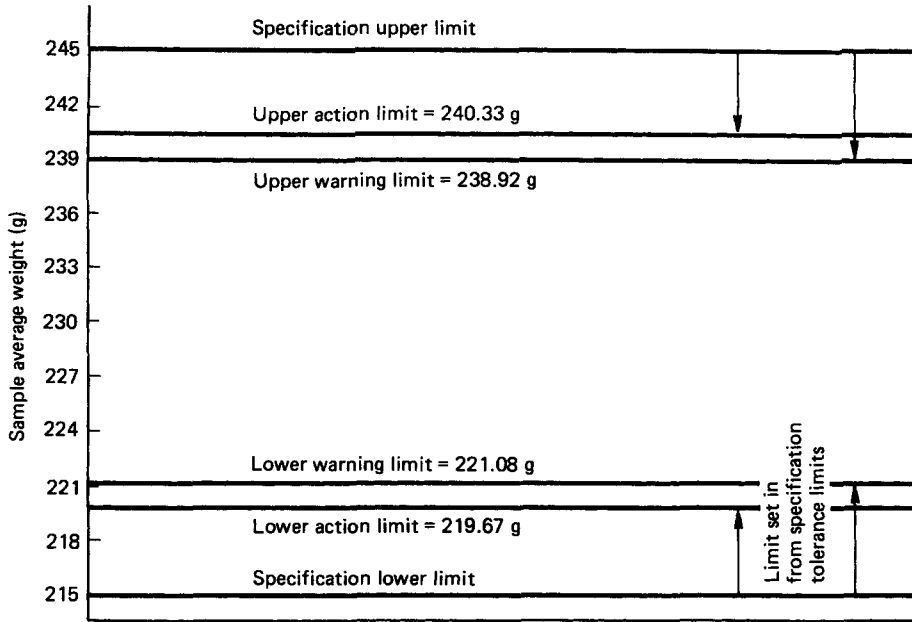 Specification upper limit
245
242
Upper action limit = 240.33 g
239
Upper warning limit = 238.92 g
236
233
230
227
224
Sample average weight (g)
Lower warning limit = 221.08 g
221
Lower action limit = 219.67 g
218
Specification lower limit
215
Limit set in
from specification
tolerance limits